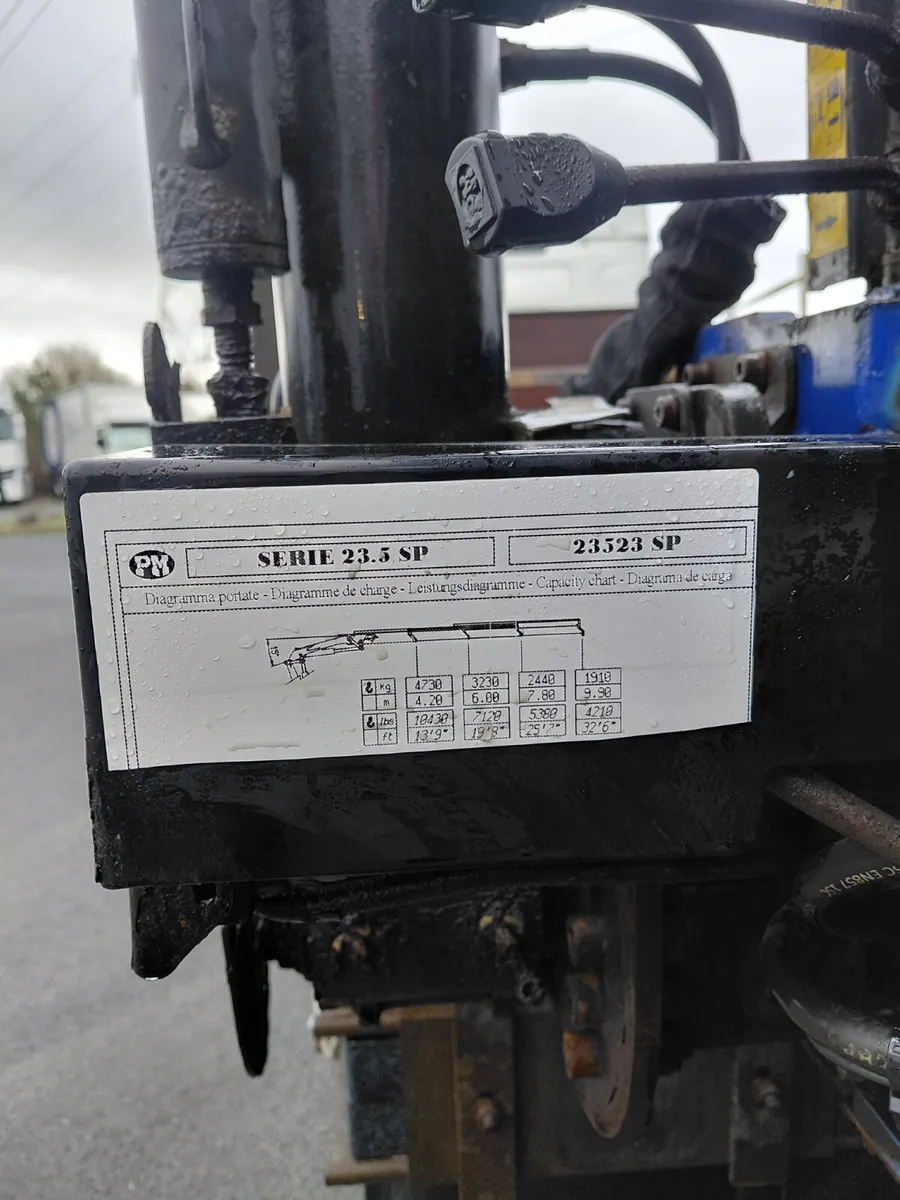 PM
SERIE 23.5 SP
23523 SP
Diagramma portate - Diagramme de charge - Leistungsdiagramme - Capacity chart - Diagrama de carga
kg 4730 3230 2440 1910
m 4.20 6.00 7.80 9.90
lbs 10430 7120 5380 4210
ft 13'9" 19'8" 25'7" 32'6"
EN857